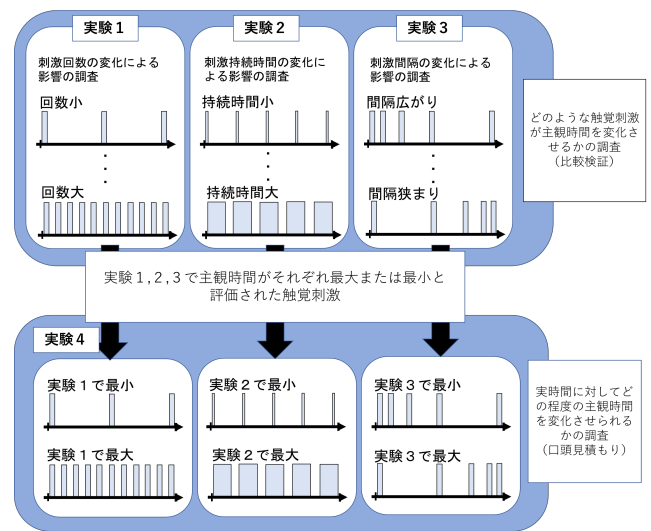 実験1
刺激回数の変化による
影響の調査
回数小
回数大
実験2
刺激持続時間の変化に
よる影響の調査
持続時間小
持続時間大
実験3
刺激間隔の変化による
影響の調査
間隔広がり
間隔狭まり
どのような触覚刺激
が主観時間を変化さ
せるかの調査
(比較検証)
実験1,2,3で主観時間がそれぞれ最大または最小と
評価された触覚刺激
実験4
実験1で最小
実験1で最大
実験2で最小
実験2で最大
実験3で最小
実験3で最大
実時間に対してど
の程度の主観時間
を変化させられる
かの調査
(口頭見積もり)